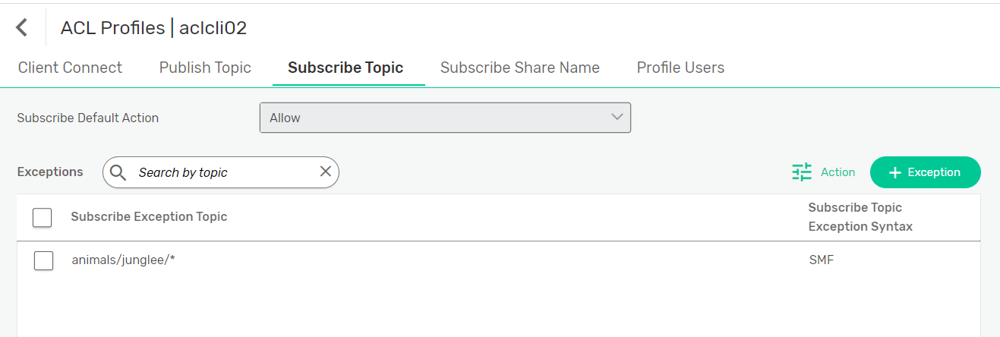 ACL Profiles | aclcli02
Client Connect Publish Topic Subscribe Topic Subscribe Share Name Profile Users
Subscribe Default Action Allow
Exceptions Search by topic Action + Exception
Subscribe Exception Topic Subscribe Topic
Exception Syntax
animals/junglee/* SMF